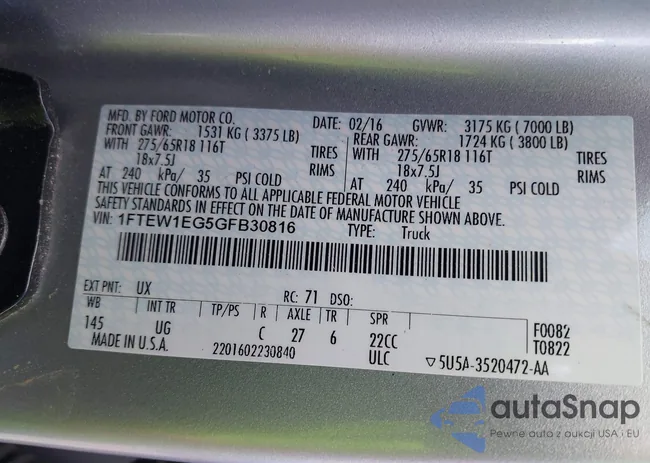 MFD. BY FORD MOTOR CO. DATE: 02/16 GVWR: 3175 KG ( 7000 LB)
FRONT GAWR: 1531 KG ( 3375 LB) REAR GAWR: 1724 KG ( 3800 LB)
WITH 275/65R18 116T TIRES WITH 275/65R18 116T TIRES
18x7.5J RIMS 18x7.5J RIMS
AT 240 kPa/ 35 PSI COLD AT 240 kPa/ 35 PSI COLD
THIS VEHICLE CONFORMS TO ALL APPLICABLE FEDERAL MOTOR VEHICLE
SAFETY STANDARDS IN EFFECT ON THE DATE OF MANUFACTURE SHOWN ABOVE.
VIN: 1FTEW1EG5GFB30816 TYPE: Truck
EXT PNT: UX RC: 71 DSO:
WB INT TR TP/PS R AXLE TR SPR
145 UG C 27 6 22CC F0082
MADE IN U.S.A. 2201602230840 ULC T0822
▽5U5A-3520472-AA
autaSnap
Pewne auta z aukcji USA i EU